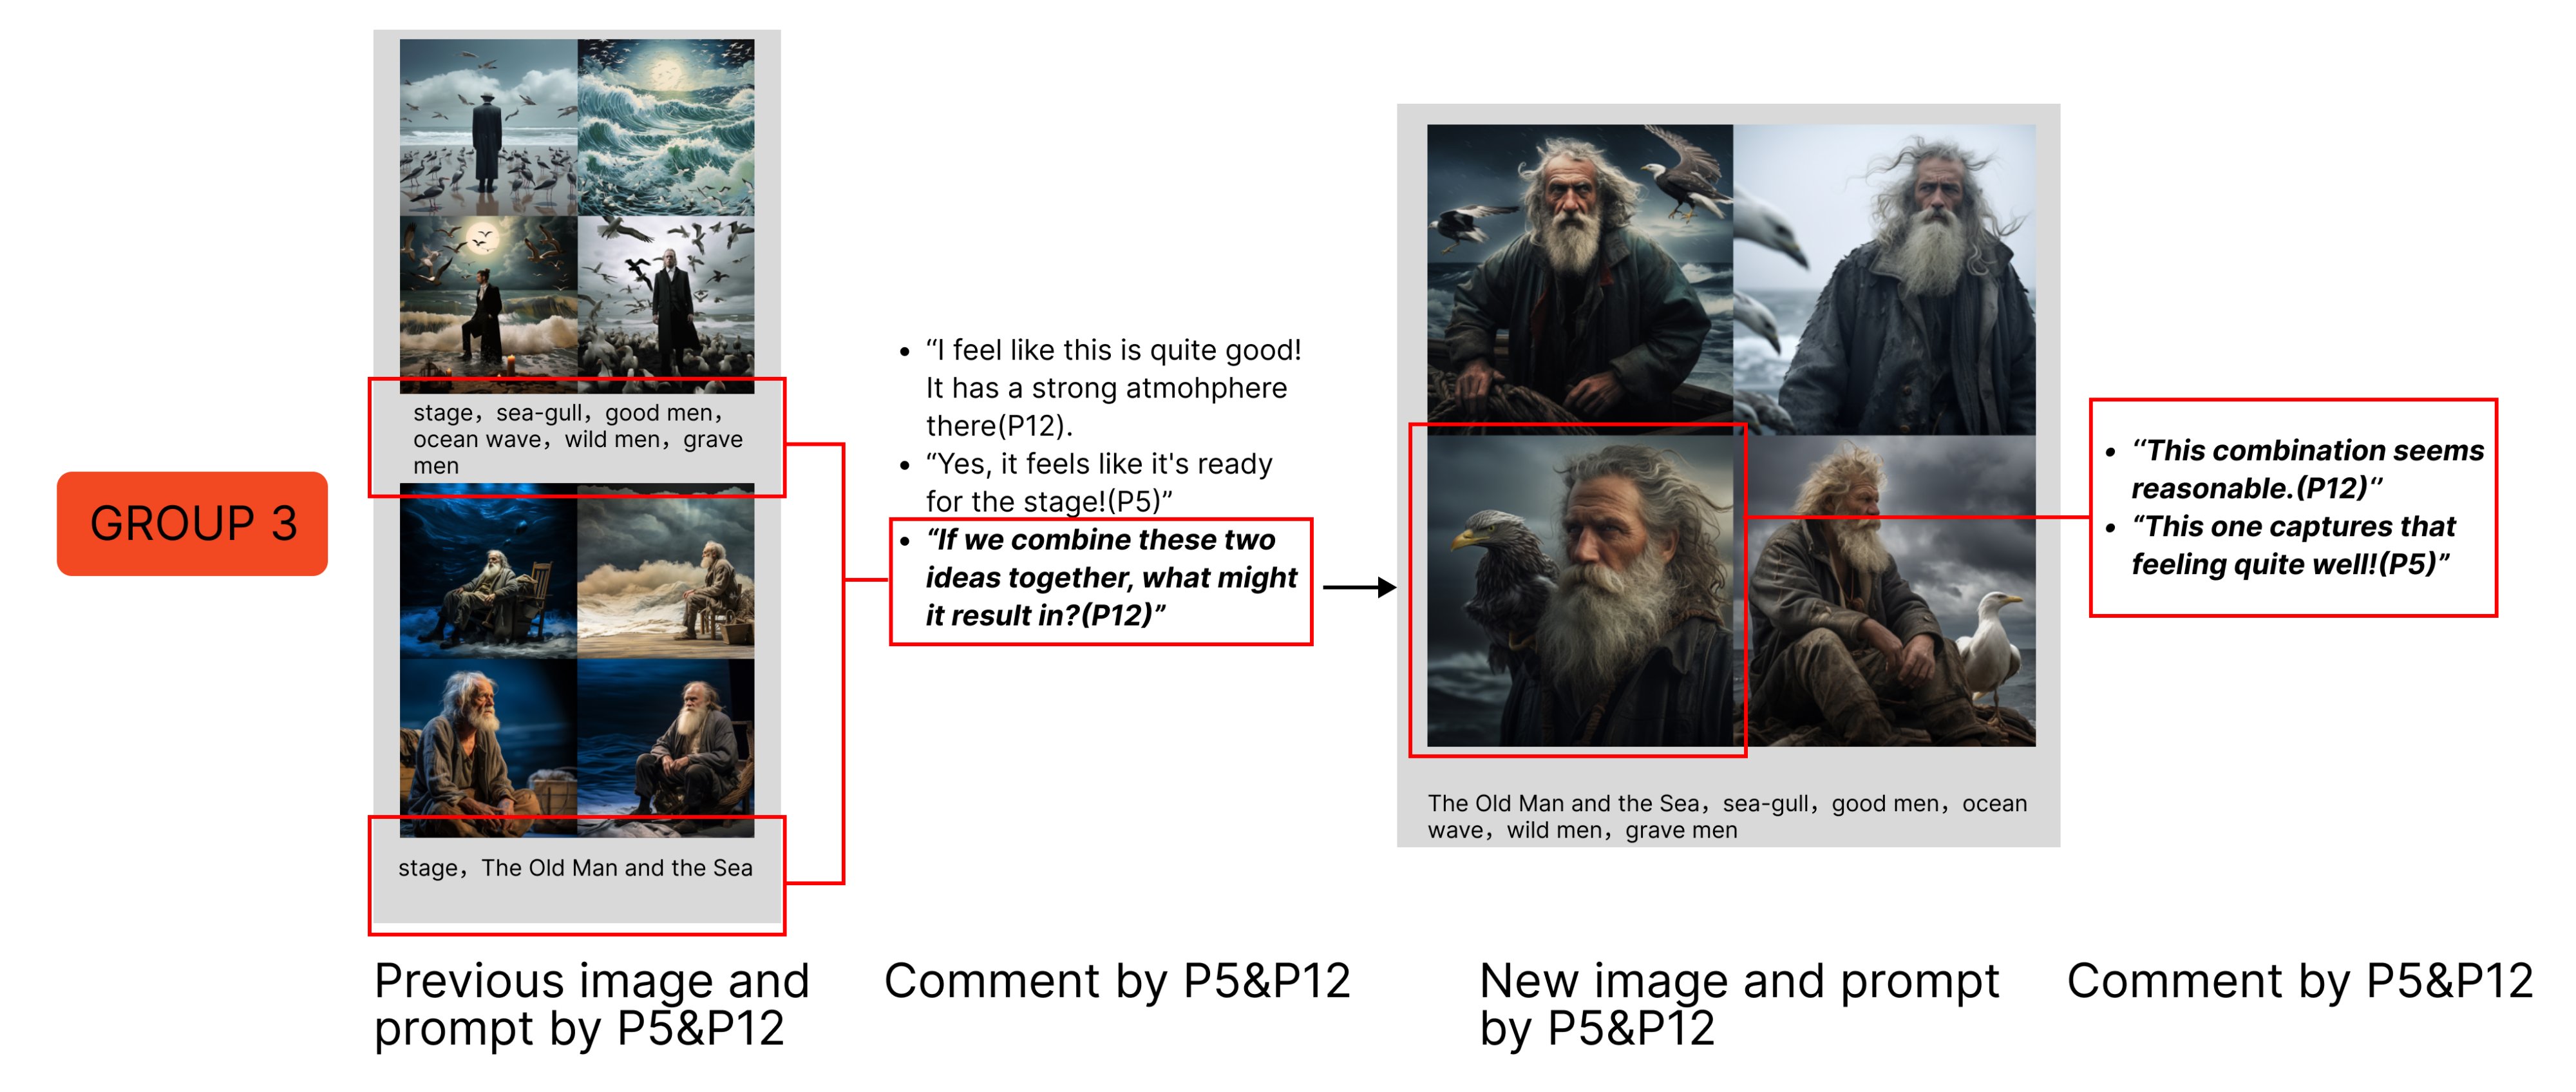 GROUP 3
stage，sea-gull，good men，
ocean wave，wild men，grave
men
stage，The Old Man and the Sea
Previous image and
prompt by P5&P12
• “I feel like this is quite good!
It has a strong atmohphere
there(P12).
• “Yes, it feels like it's ready
for the stage!(P5)”
• “If we combine these two
ideas together, what might
it result in?(P12)”
Comment by P5&P12
The Old Man and the Sea，sea-gull，good men，ocean
wave，wild men，grave men
New image and prompt
by P5&P12
• ‘’This combination seems
reasonable.(P12)‘’
• “This one captures that
feeling quite well!(P5)”
Comment by P5&P12